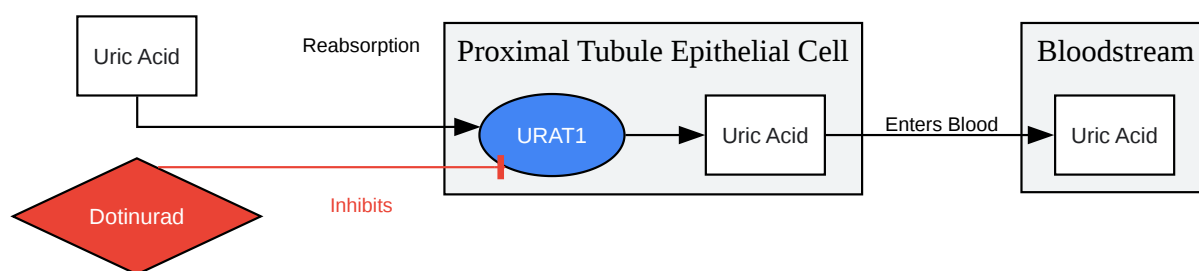 Uric Acid
Reabsorption
Proximal Tubule Epithelial Cell
Bloodstream
URAT1
Uric Acid
Enters Blood
Uric Acid
Dotinurad
Inhibits